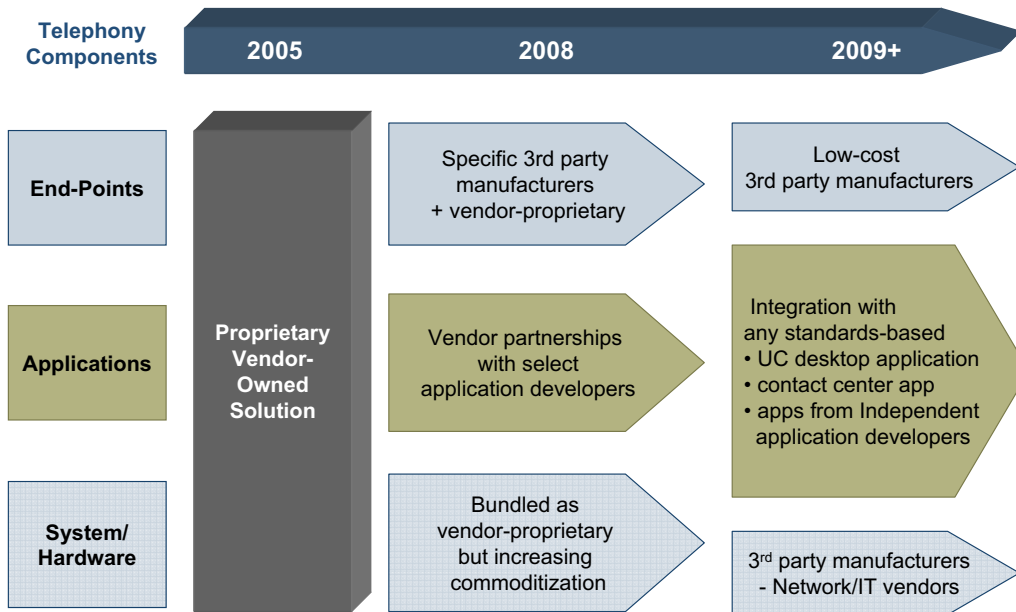 Telephony
Components
2005
2008
2009+
End-Points
Specific 3rd party
manufacturers
+ vendor-proprietary
Low-cost
3rd party manufacturers
Applications
Proprietary
Vendor-
Owned
Solution
Vendor partnerships
with select
application developers
Integration with
any standards-based
• UC desktop application
• contact center app
• apps from Independent
application developers
System/
Hardware
Bundled as
vendor-proprietary
but increasing
commoditization
3rd party manufacturers
- Network/IT vendors